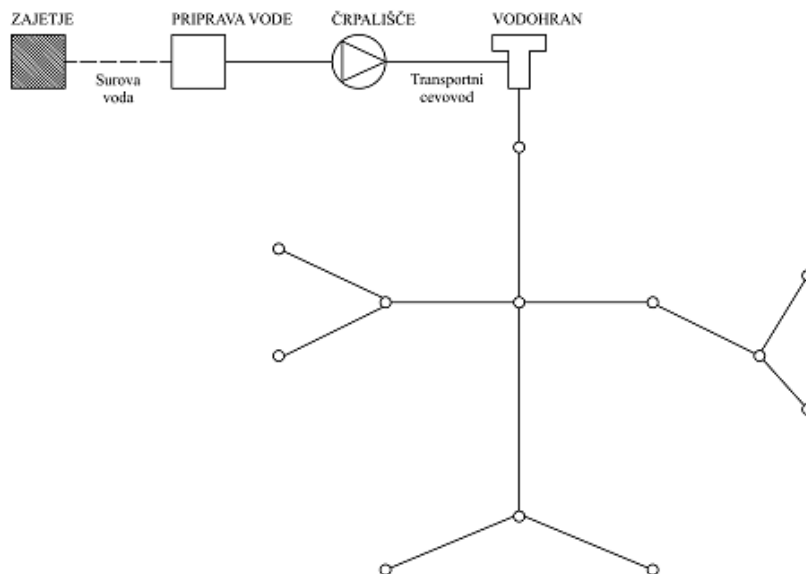 ZAJETJE
PRIPRAVA VODE
ČRPALIŠČE
VODOHRAN
Surova
voda
Transportni
cevovod